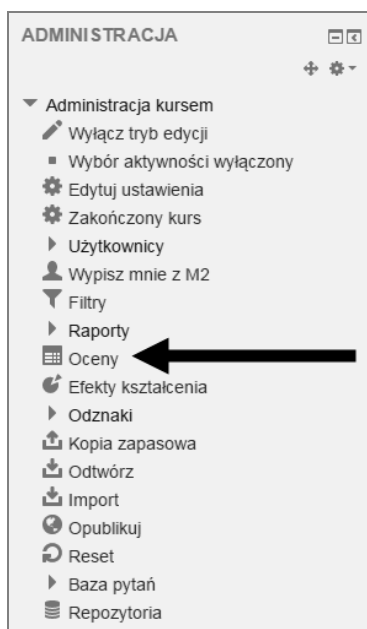 ADMINISTRACJA
Administracja kursem
Wyłącz tryb edycji
Wybór aktywności wyłączony
Edytuj ustawienia
Zakończony kurs
Użytkownicy
Wypisz mnie z M2
Filtry
Raporty
Oceny
Efekty kształcenia
Odznaki
Kopia zapasowa
Odtwórz
Import
Opublikuj
Reset
Baza pytań
Repozytoria